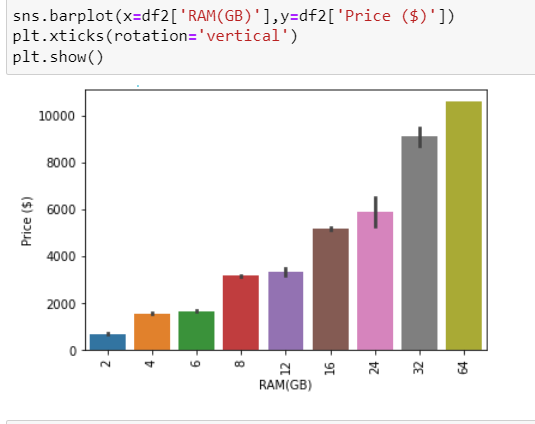 sns.barplot(x=df2['RAM(GB)'],y=df2['Price ($)'])
plt.xticks(rotation='vertical')
plt.show()
10000
8000
6000
4000
2000
0
Price ($)
2 4 6 8 12 16 24 32 64
RAM(GB)